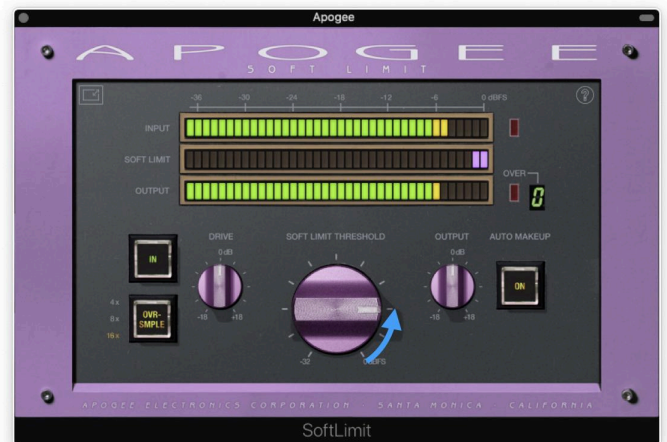 Apogee
APOGEE
SOFT LIMIT
-36 -30 -24 -18 -12 -6 0 dBFS
INPUT
SOFT LIMIT
OVER
OUTPUT
0
DRIVE SOFT LIMIT THRESHOLD OUTPUT AUTO MAKEUP
0 dB 0 dB
IN
ON
4x
8x
16x
OVR-
SMPLE
-18 +18 -18 +18
-32 0 dBFS
APOGEE ELECTRONICS CORPORATION SANTA MONICA - CALIFORNIA
SoftLimit